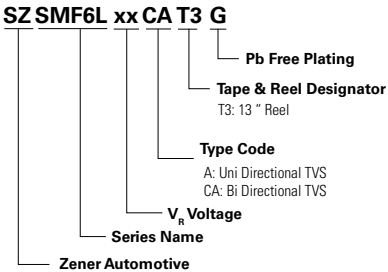 SZ SMF6L xx CA T3 G
Pb Free Plating
Tape & Reel Designator
T3: 13 “ Reel
Type Code
A: Uni Directional TVS
CA: Bi Directional TVS
VR Voltage
Series Name
Zener Automotive